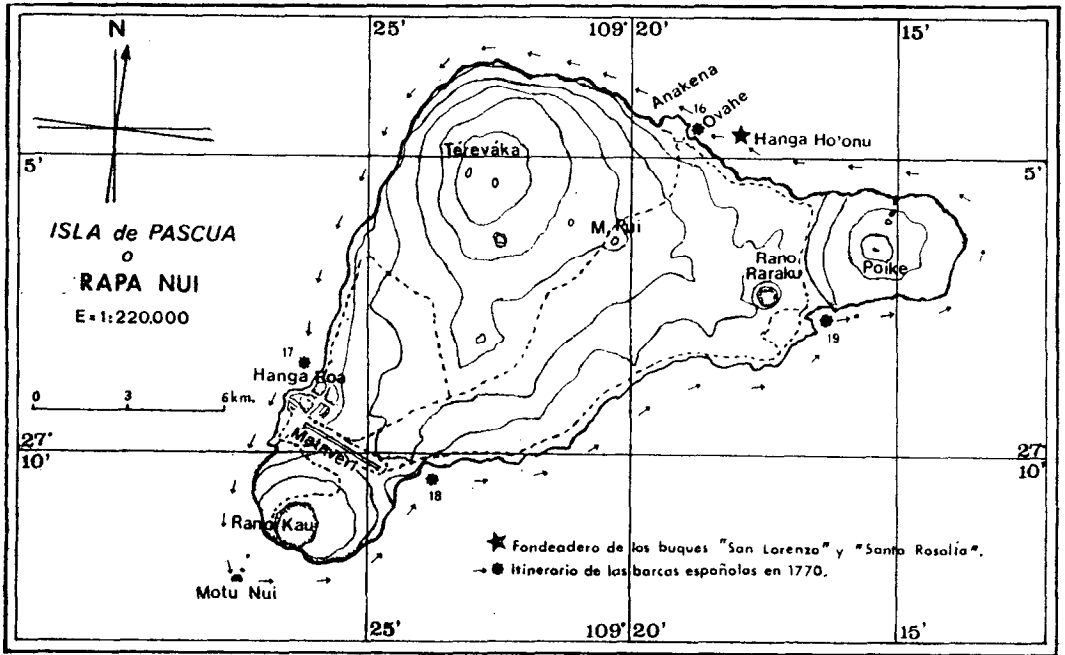 25'
109° 20'
15'
N
Anakena
16
Ovahe
Hanga Ho'onu
Téreváka
5'
5'
ISLA de PASCUA
o
RAPA NUI
E=1:220.000
M. Pui
Rano
Raraku
Poike
19
17
Hanga Roa
0 3 6 km.
Mataveri
27°
10'
27°
10'
18
Rano Kau
Motu Nui
Fondeadero de los buques "San Lorenzo" y "Santa Rosalía".
Itinerario de las barcas españolas en 1770.
25'
109° 20'
15'